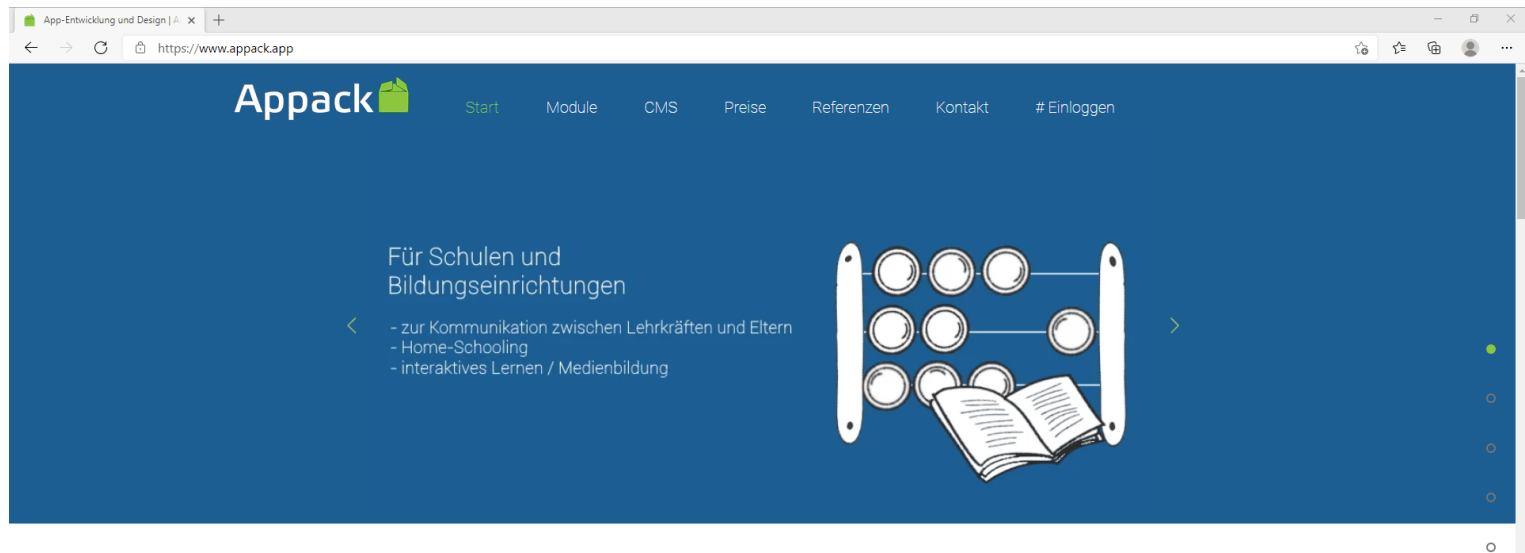 App-Entwicklung und Design | A
https://www.appack.app
Appack
Start Module CMS Preise Referenzen Kontakt # Einloggen
Für Schulen und
Bildungseinrichtungen
- zur Kommunikation zwischen Lehrkräften und Eltern
- Home-Schooling
- interaktives Lernen / Medienbildung